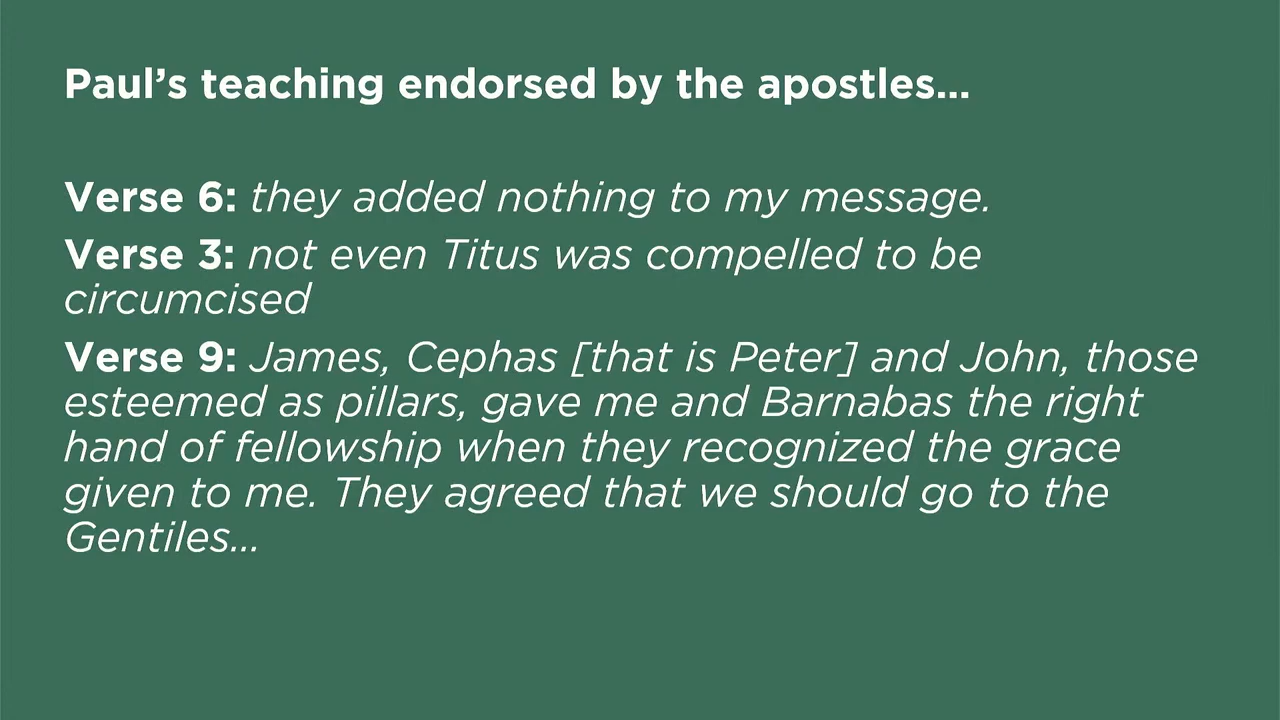 Paul’s teaching endorsed by the apostles...
Verse 6: they added nothing to my message.
Verse 3: not even Titus was compelled to be
circumcised
Verse 9: James, Cephas [that is Peter] and John, those
esteemed as pillars, gave me and Barnabas the right
hand of fellowship when they recognized the grace
given to me. They agreed that we should go to the
Gentiles...